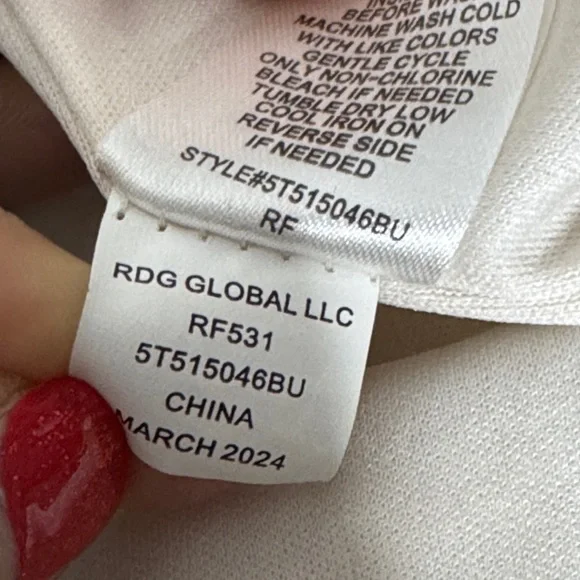 BEFORE WASH
MACHINE WASH COLD
WITH LIKE COLORS
GENTLE CYCLE
ONLY NON-CHLORINE
BLEACH IF NEEDED
TUMBLE DRY LOW
COOL IRON ON
REVERSE SIDE
IF NEEDED
STYLE#5T515046BU
RF
RDG GLOBAL LLC
RF531
5T515046BU
CHINA
MARCH 2024